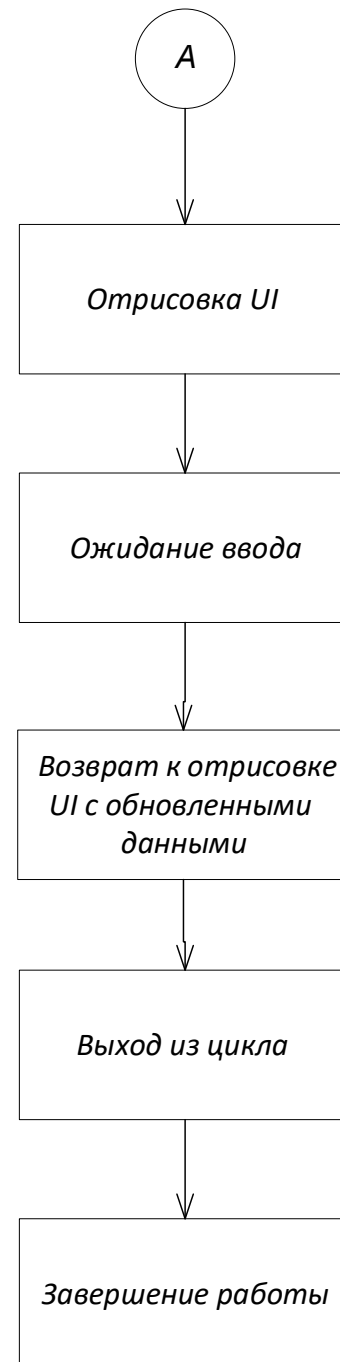 А
Отрисовка UI
Ожидание ввода
Возврат к отрисовке
UI с обновленными
данными
Выход из цикла
Завершение работы